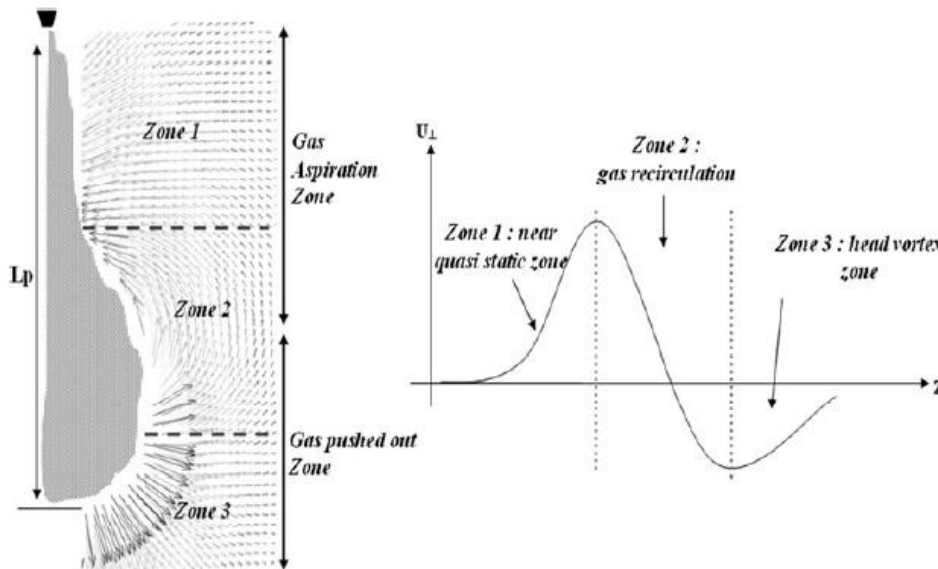 Zone 1
Gas
Aspiration
Zone
Lp
Zone 2
Gas pushed out
Zone
Zone 3
U⊥
Zone 2 :
gas recirculation
Zone 1 : near
quasi static zone
Zone 3 : head vortex
zone
Z